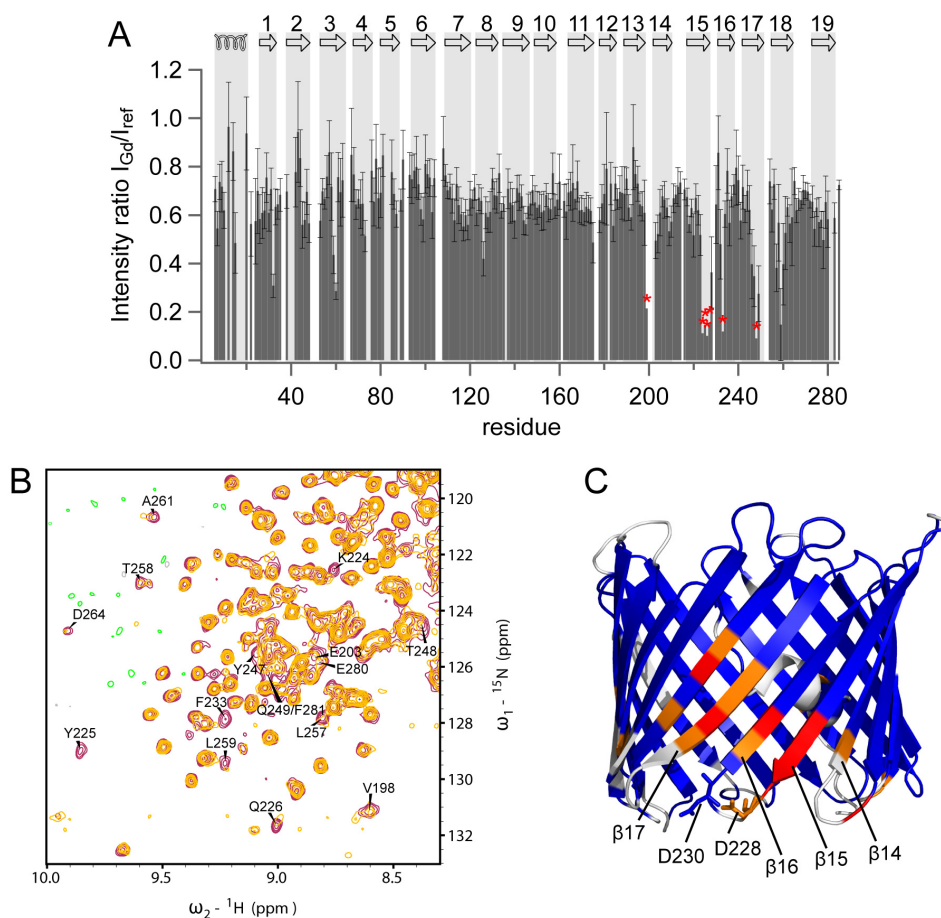 A
1 2 3 4 5 6 7 8 9 10 11 12 13 14 15 16 17 18 19
Intensity ratio I_Gd/I_ref
1.2
1.0
0.8
0.6
0.4
0.2
0.0
* * * * * * *
40 80 120 160 200 240 280
residue
B
A261
T258
D264
K224
Y247
E203
E280
T248
F233
Q249/F281
L257
Y225
L259
V198
Q226
120
122
124
126
128
130
132
ω₁ - ¹⁵N (ppm)
10.0 9.5 9.0 8.5
ω₂ - ¹H (ppm)
C
β17
D230
D228
β16
β15
β14